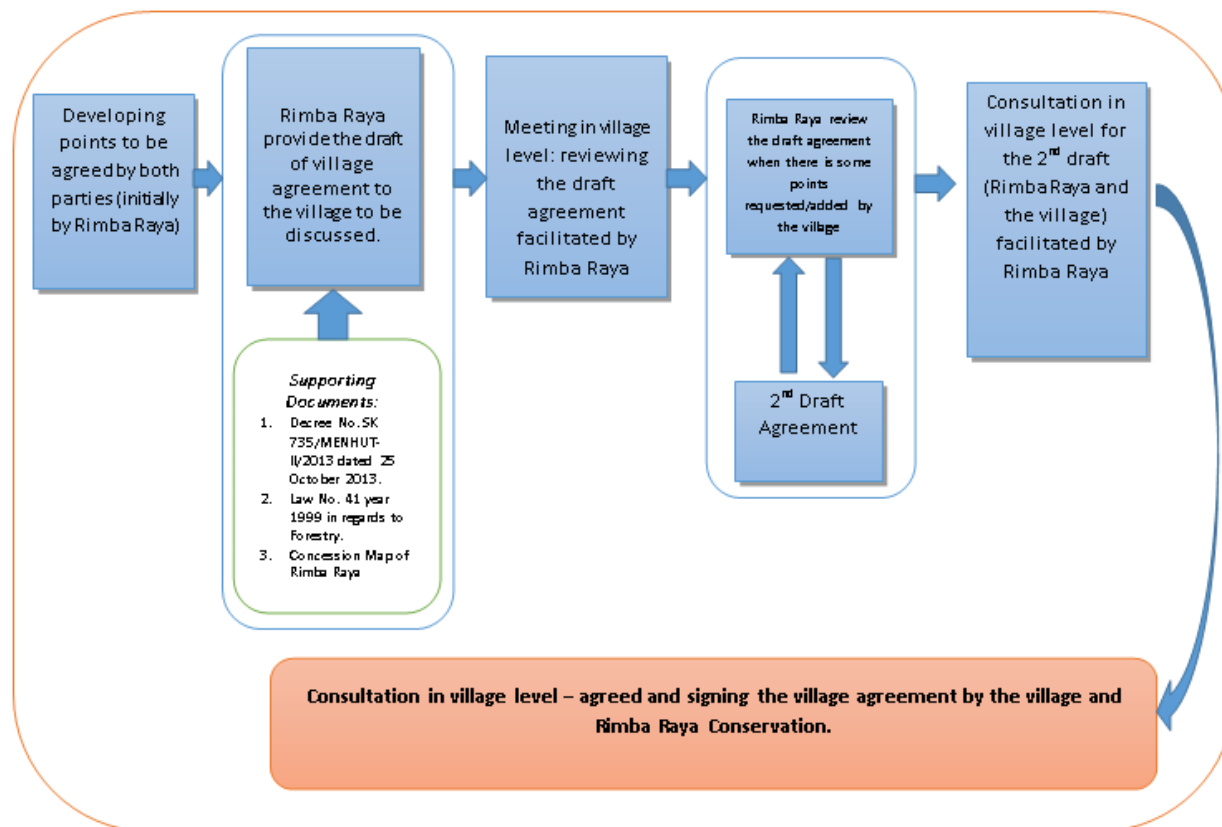 Developing
points to be
agreed by both
parties (initially
by Rimba Raya)
Rimba Raya
provide the draft
of village
agreement to
the village to be
discussed.
Supporting
Documents:
1. Decree No. SK
735/MENHUT-
II/2013 dated 25
October 2013.
2. Law No. 41 year
1999 in regards to
Forestry.
3. Concession Map of
Rimba Raya
Meeting in village
level: reviewing
the draft
agreement
facilitated by
Rimba Raya
Rimba Raya review
the draft agreement
when there is some
points
requested/added by
the village
2nd Draft
Agreement
Consultation in
village level for
the 2nd draft
(Rimba Raya and
the village)
facilitated by
Rimba Raya
Consultation in village level – agreed and signing the village agreement by the village and
Rimba Raya Conservation.